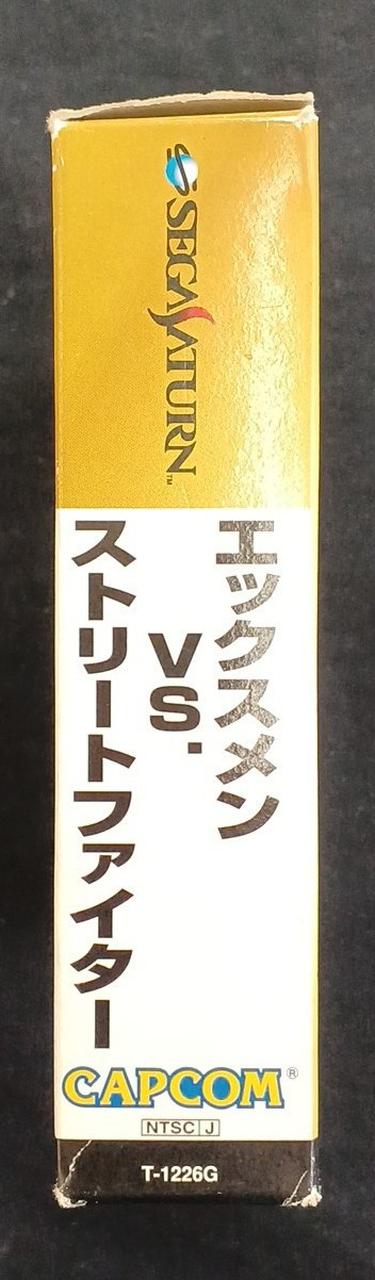 SEGA SATURN™
エックスメン
VS.
ストリートファイター
CAPCOM®
NTSC J
T-1226G